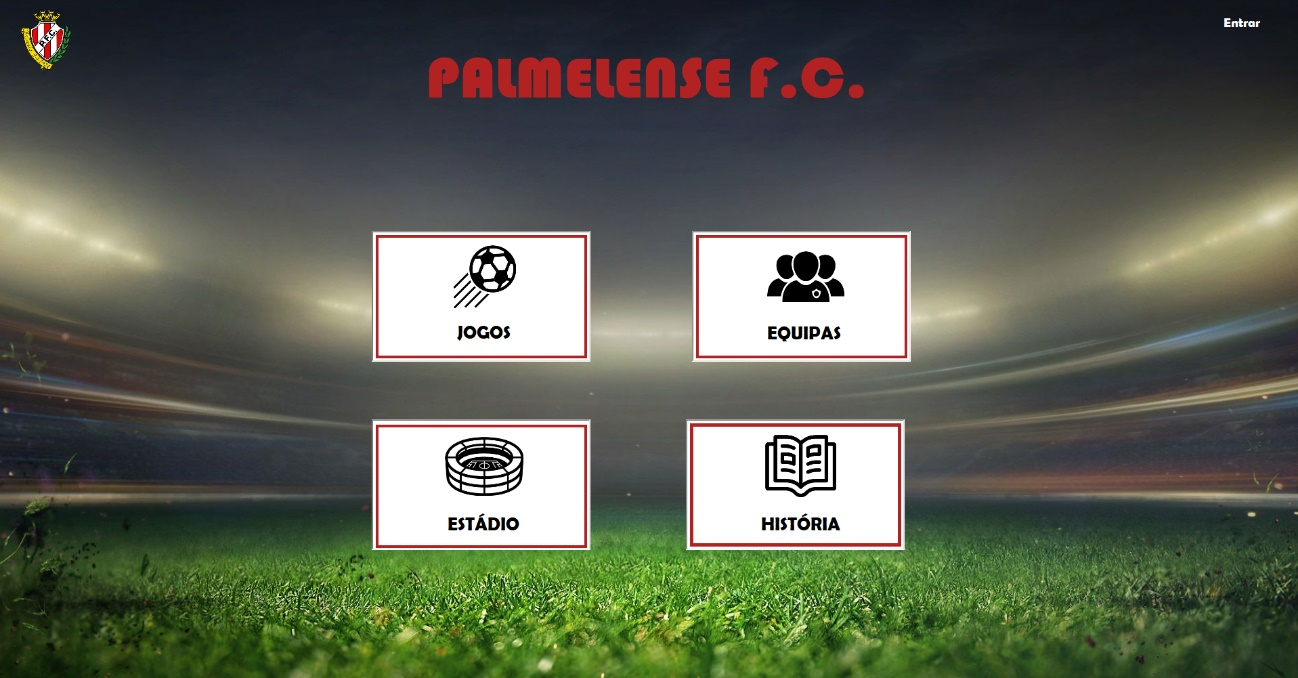 Entrar
PALMELENSE F.C.
JOGOS
EQUIPAS
ESTÁDIO
HISTÓRIA